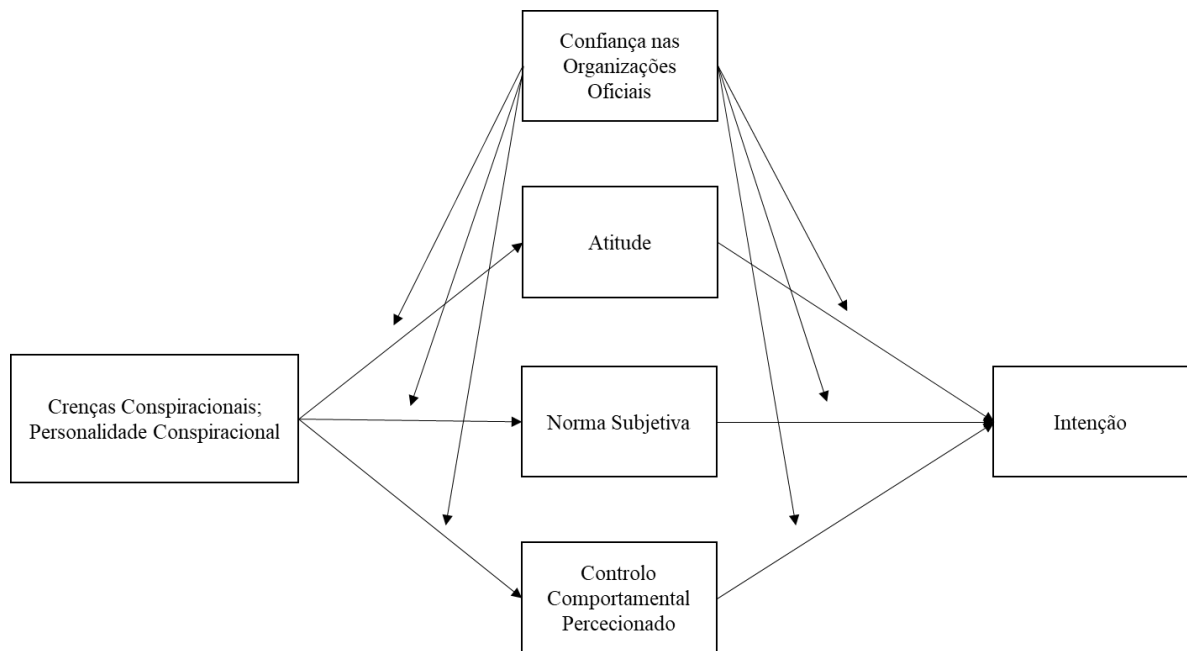 Confiança nas
Organizações
Oficiais
Atitude
Crenças Conspiracionais;
Personalidade Conspiracional
Norma Subjetiva
Intenção
Controlo
Comportamental
Percecionado